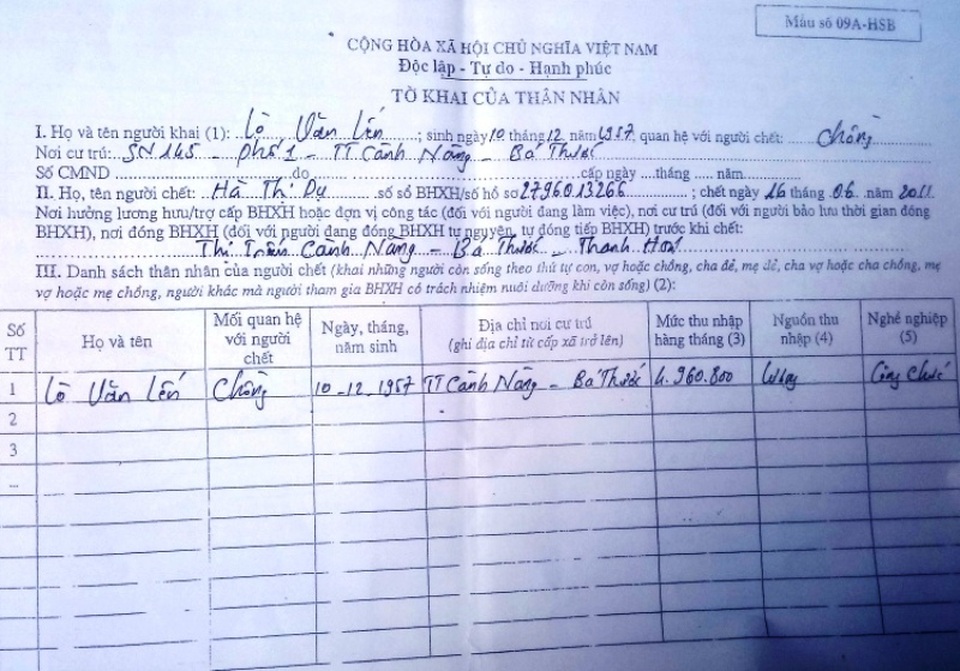 Mẫu số 09A-HSB
CỘNG HÒA XÃ HỘI CHỦ NGHĨA VIỆT NAM
Độc lập - Tự do - Hạnh phúc
TỜ KHAI CỦA THÂN NHÂN
I. Họ và tên người khai (1): Lò Văn Lến; sinh ngày 10 tháng 12 năm 1957; quan hệ với người chết: Chồng
Nơi cư trú: SN 145 - phố 1 - TT Cành Nàng - Bá Thước
Số CMND ........ do ........ cấp ngày ..... tháng ..... năm ........
II. Họ, tên người chết: Hà Thị Dụ số sổ BHXH/số hồ sơ 2796013266; chết ngày 26 tháng 06 năm 2011
Nơi hưởng lương hưu/trợ cấp BHXH hoặc đơn vị công tác (đối với người đang làm việc), nơi cư trú (đối với người bảo lưu thời gian đóng
BHXH), nơi đóng BHXH (đối với người đang đóng BHXH tự nguyện, tự đóng tiếp BHXH) trước khi chết:
Thị Trấn Cành Nàng - Bá Thước - Thanh Hoá
III. Danh sách thân nhân của người chết (khai những người còn sống theo thứ tự con, vợ hoặc chồng, cha đẻ, mẹ đẻ, cha vợ hoặc cha chồng, mẹ
vợ hoặc mẹ chồng, người khác mà người tham gia BHXH có trách nhiệm nuôi dưỡng khi còn sống) (2):
Số TT | Họ và tên | Mối quan hệ với người chết | Ngày, tháng, năm sinh | Địa chỉ nơi cư trú (ghi địa chỉ từ cấp xã trở lên) | Mức thu nhập hàng tháng (3) | Nguồn thu nhập (4) | Nghề nghiệp (5)
1 | Lò Văn Lến | Chồng | 10-12-1957 | TT Cành Nàng - Bá Thước | 4.960.800 | Lương | Công chức
2
3
...